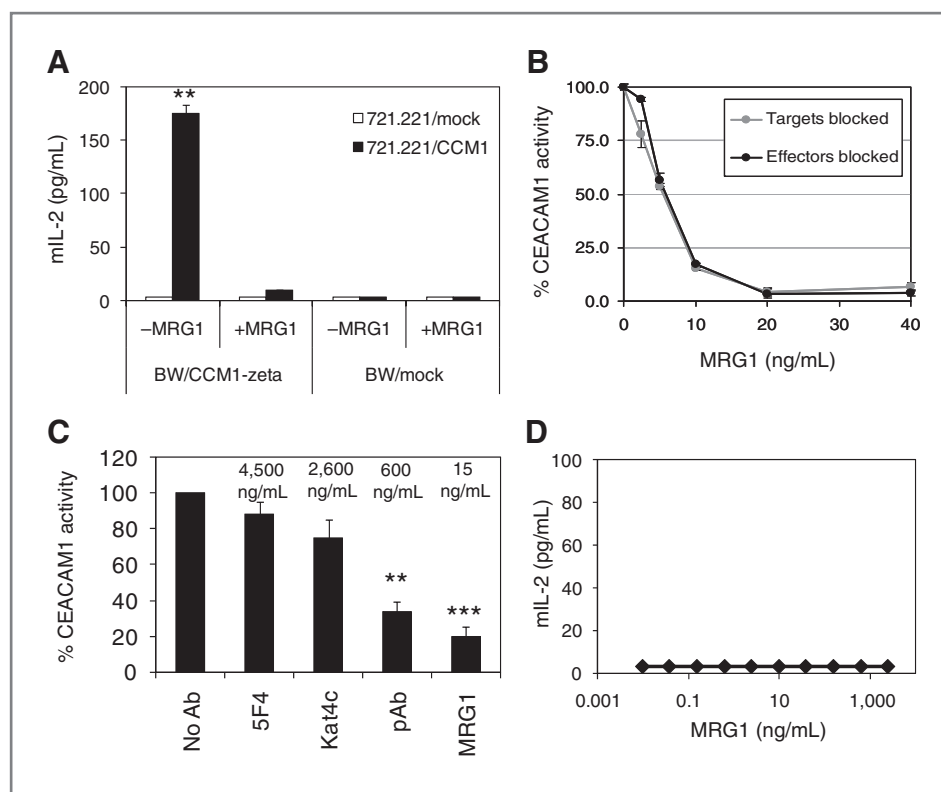 A
mIL-2 (pg/mL)
200
150
100
50
0
**
721.221/mock
721.221/CCM1
–MRG1
+MRG1
–MRG1
+MRG1
BW/CCM1-zeta
BW/mock
B
% CEACAM1 activity
100.0
75.0
50.0
25.0
0.0
Targets blocked
Effectors blocked
0
10
20
30
40
MRG1 (ng/mL)
C
% CEACAM1 activity
120
100
80
60
40
20
0
4,500 2,600 600 15
ng/mL ng/mL ng/mL ng/mL
**
***
No Ab
5F4
Kat4c
pAb
MRG1
D
mIL-2 (pg/mL)
100
80
60
40
20
0
0.001
0.1
10
1,000
MRG1 (ng/mL)